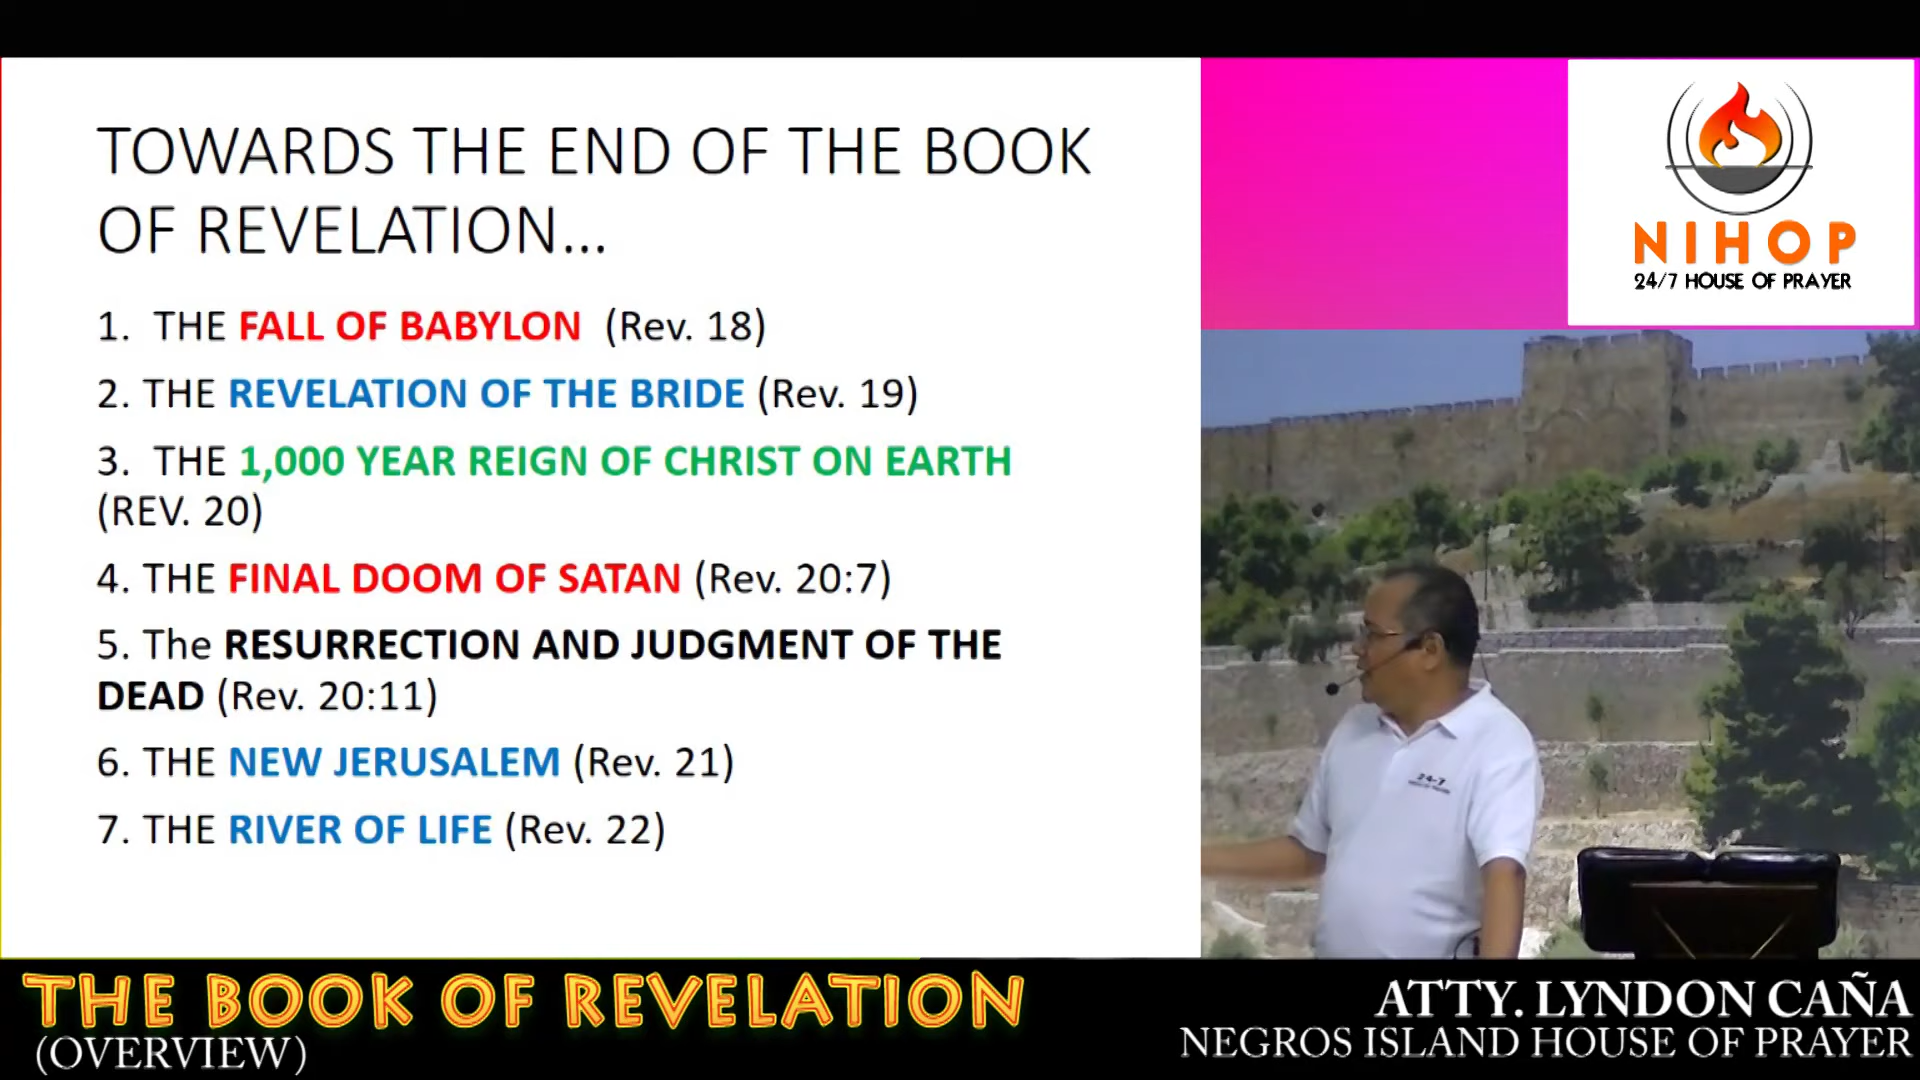 TOWARDS THE END OF THE BOOK
OF REVELATION...
1. THE FALL OF BABYLON (Rev. 18)
2. THE REVELATION OF THE BRIDE (Rev. 19)
3. THE 1,000 YEAR REIGN OF CHRIST ON EARTH
(REV. 20)
4. THE FINAL DOOM OF SATAN (Rev. 20:7)
5. The RESURRECTION AND JUDGMENT OF THE
DEAD (Rev. 20:11)
6. THE NEW JERUSALEM (Rev. 21)
7. THE RIVER OF LIFE (Rev. 22)
NIHOP
24/7 HOUSE OF PRAYER
24-7
THE BOOK OF REVELATION
(OVERVIEW)
ATTY. LYNDON CAÑA
NEGROS ISLAND HOUSE OF PRAYER